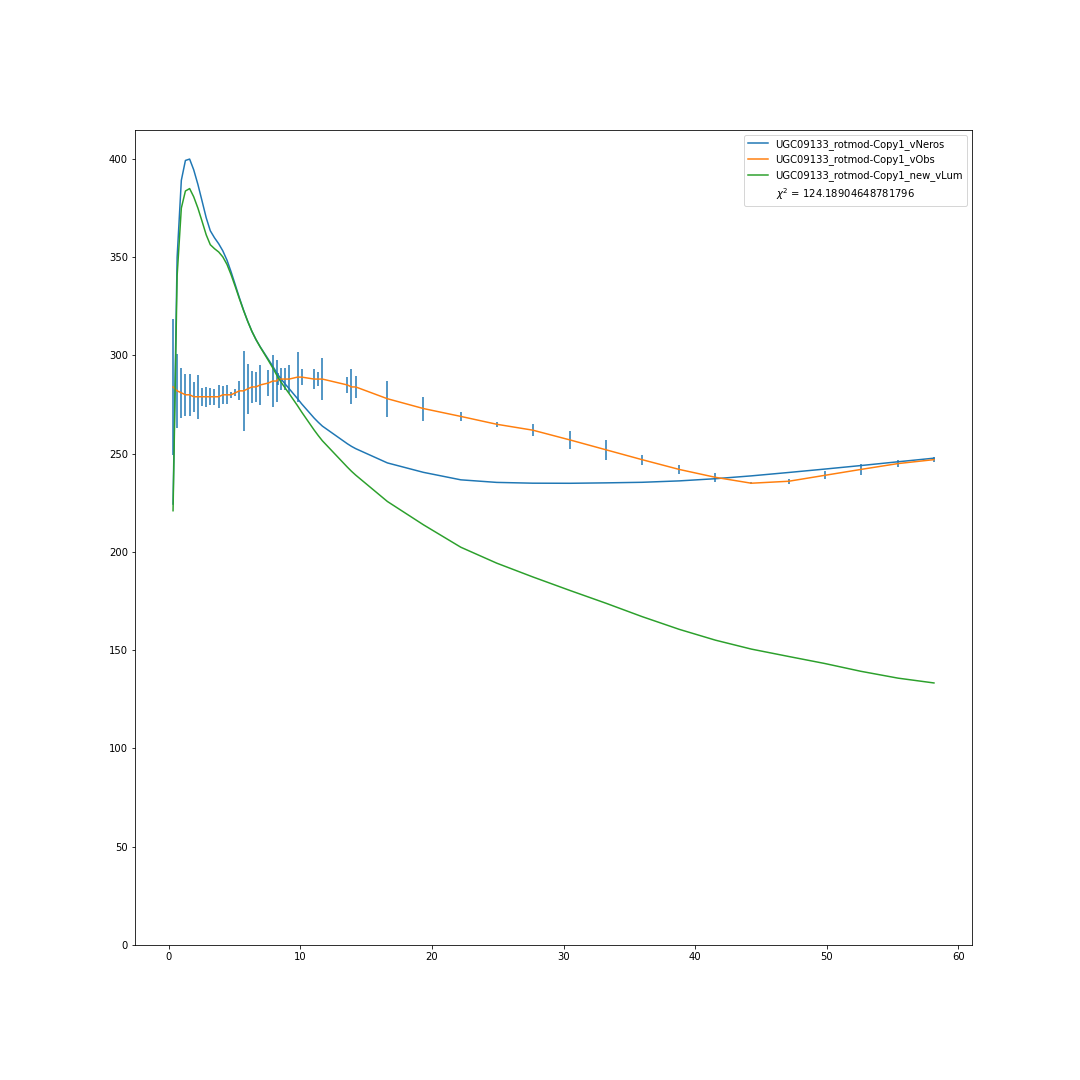 UGC09133_rotmod-Copy1_vNeros
UGC09133_rotmod-Copy1_vObs
UGC09133_rotmod-Copy1_new_vLum
χ² = 124.18904648781796
400
350
300
250
200
150
100
50
0
0 10 20 30 40 50 60